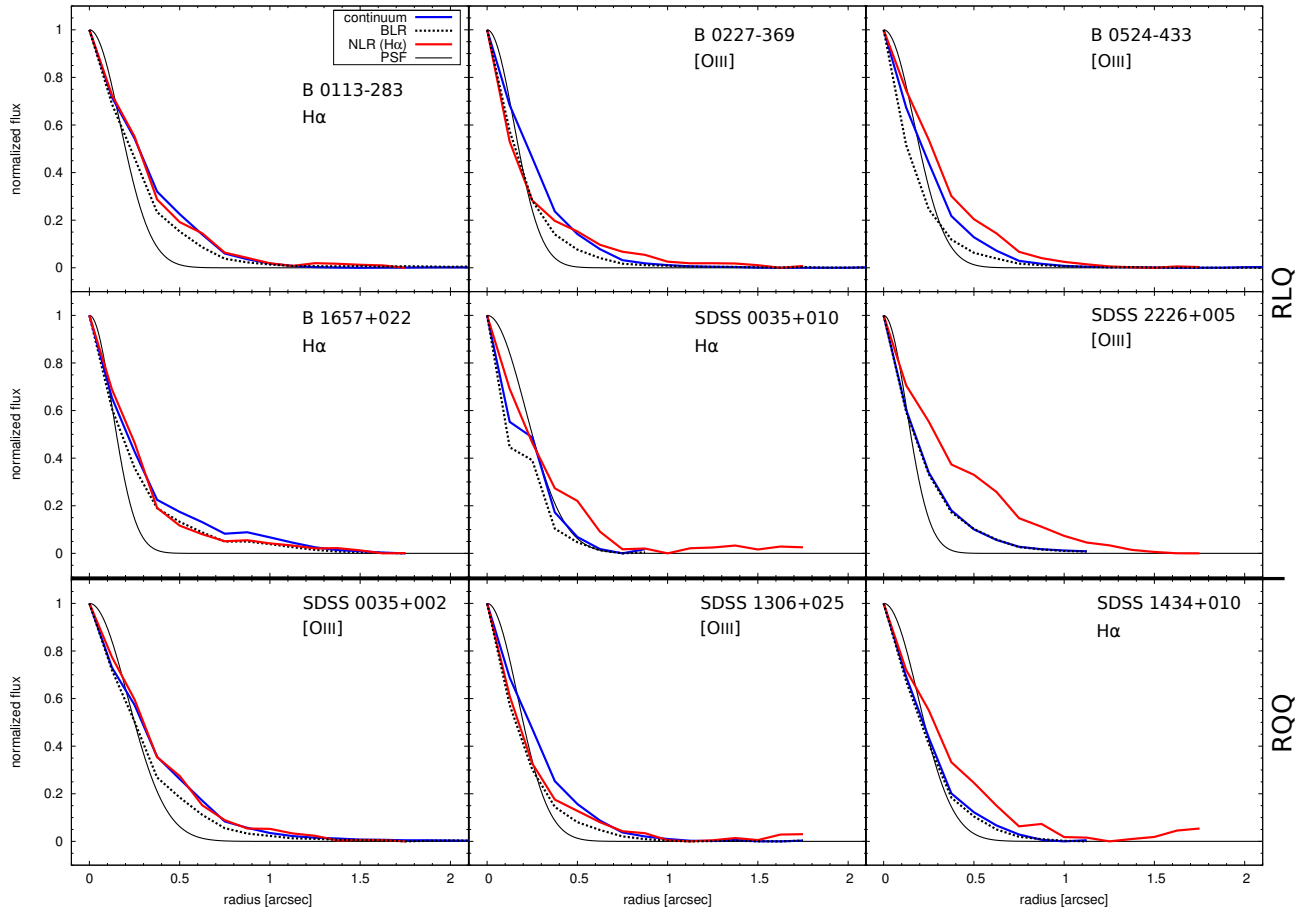 continuum
BLR
NLR (Hα)
PSF
B 0113-283
Hα
B 0227-369
[OIII]
B 0524-433
[OIII]
normalized flux
1
0.8
0.6
0.4
0.2
0
RLQ
B 1657+022
Hα
SDSS 0035+010
Hα
SDSS 2226+005
[OIII]
normalized flux
1
0.8
0.6
0.4
0.2
0
SDSS 0035+002
[OIII]
SDSS 1306+025
[OIII]
SDSS 1434+010
Hα
normalized flux
1
0.8
0.6
0.4
0.2
0
RQQ
0 0.5 1 1.5 2
0 0.5 1 1.5 2
0 0.5 1 1.5 2
radius [arcsec]
radius [arcsec]
radius [arcsec]